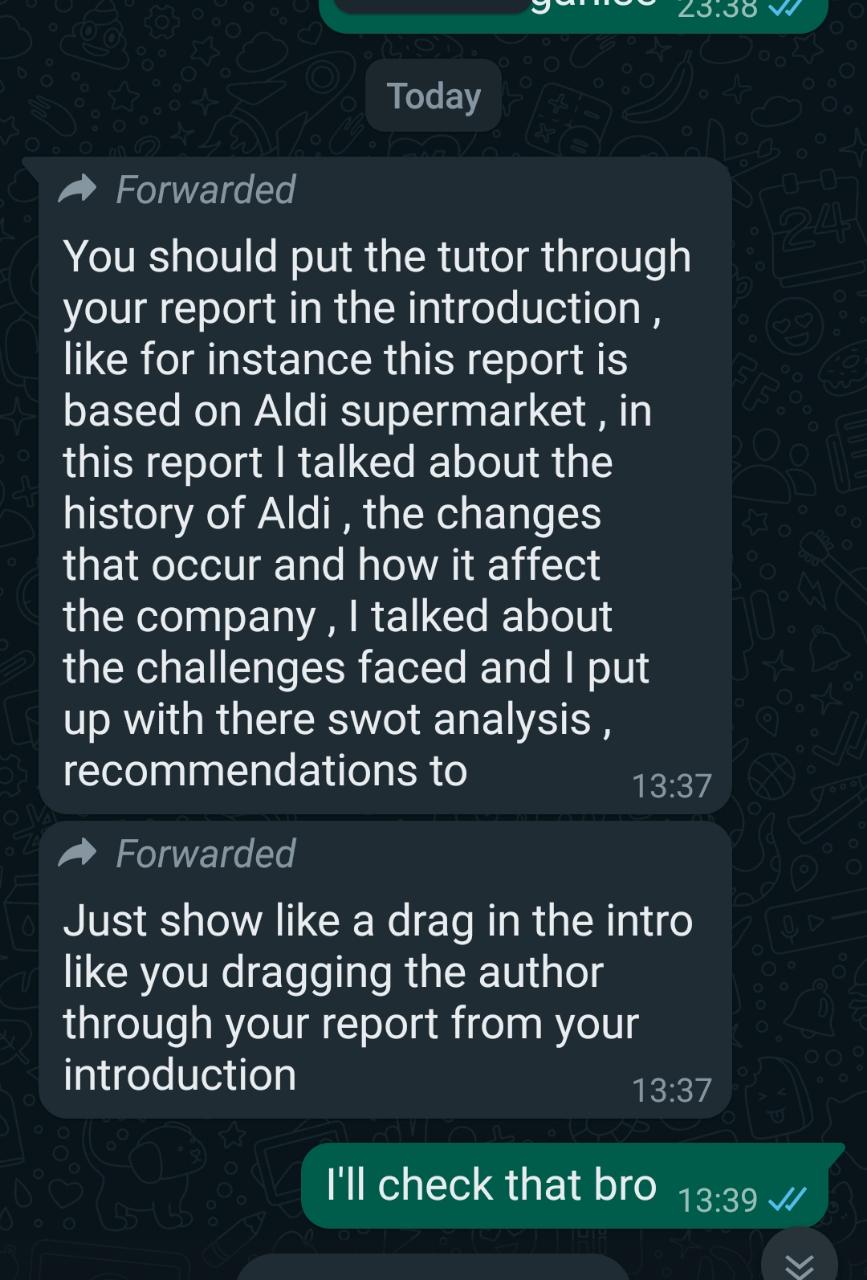 23:38
Today
Forwarded
You should put the tutor through
your report in the introduction ,
like for instance this report is
based on Aldi supermarket , in
this report I talked about the
history of Aldi , the changes
that occur and how it affect
the company , I talked about
the challenges faced and I put
up with there swot analysis ,
recommendations to
13:37
Forwarded
Just show like a drag in the intro
like you dragging the author
through your report from your
introduction
13:37
I'll check that bro
13:39